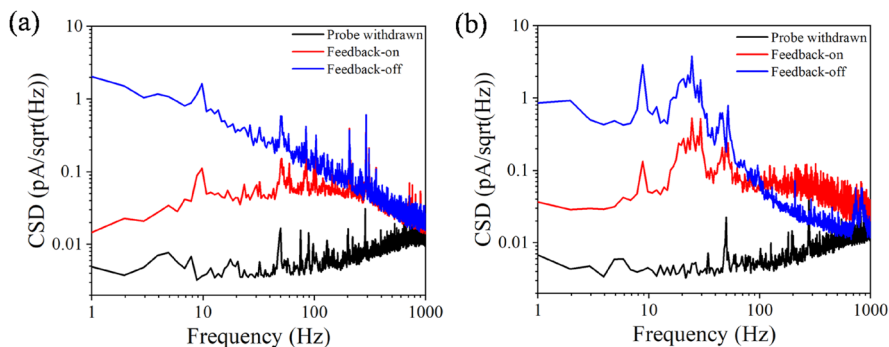 (a)
CSD (pA/sqrt(Hz))
10
1
0.1
0.01
Probe withdrawn
Feedback-on
Feedback-off
1 10 100 1000
Frequency (Hz)
(b)
CSD (pA/sqrt(Hz))
10
1
0.1
0.01
Probe withdrawn
Feedback-on
Feedback-off
1 10 100 1000
Frequency (Hz)